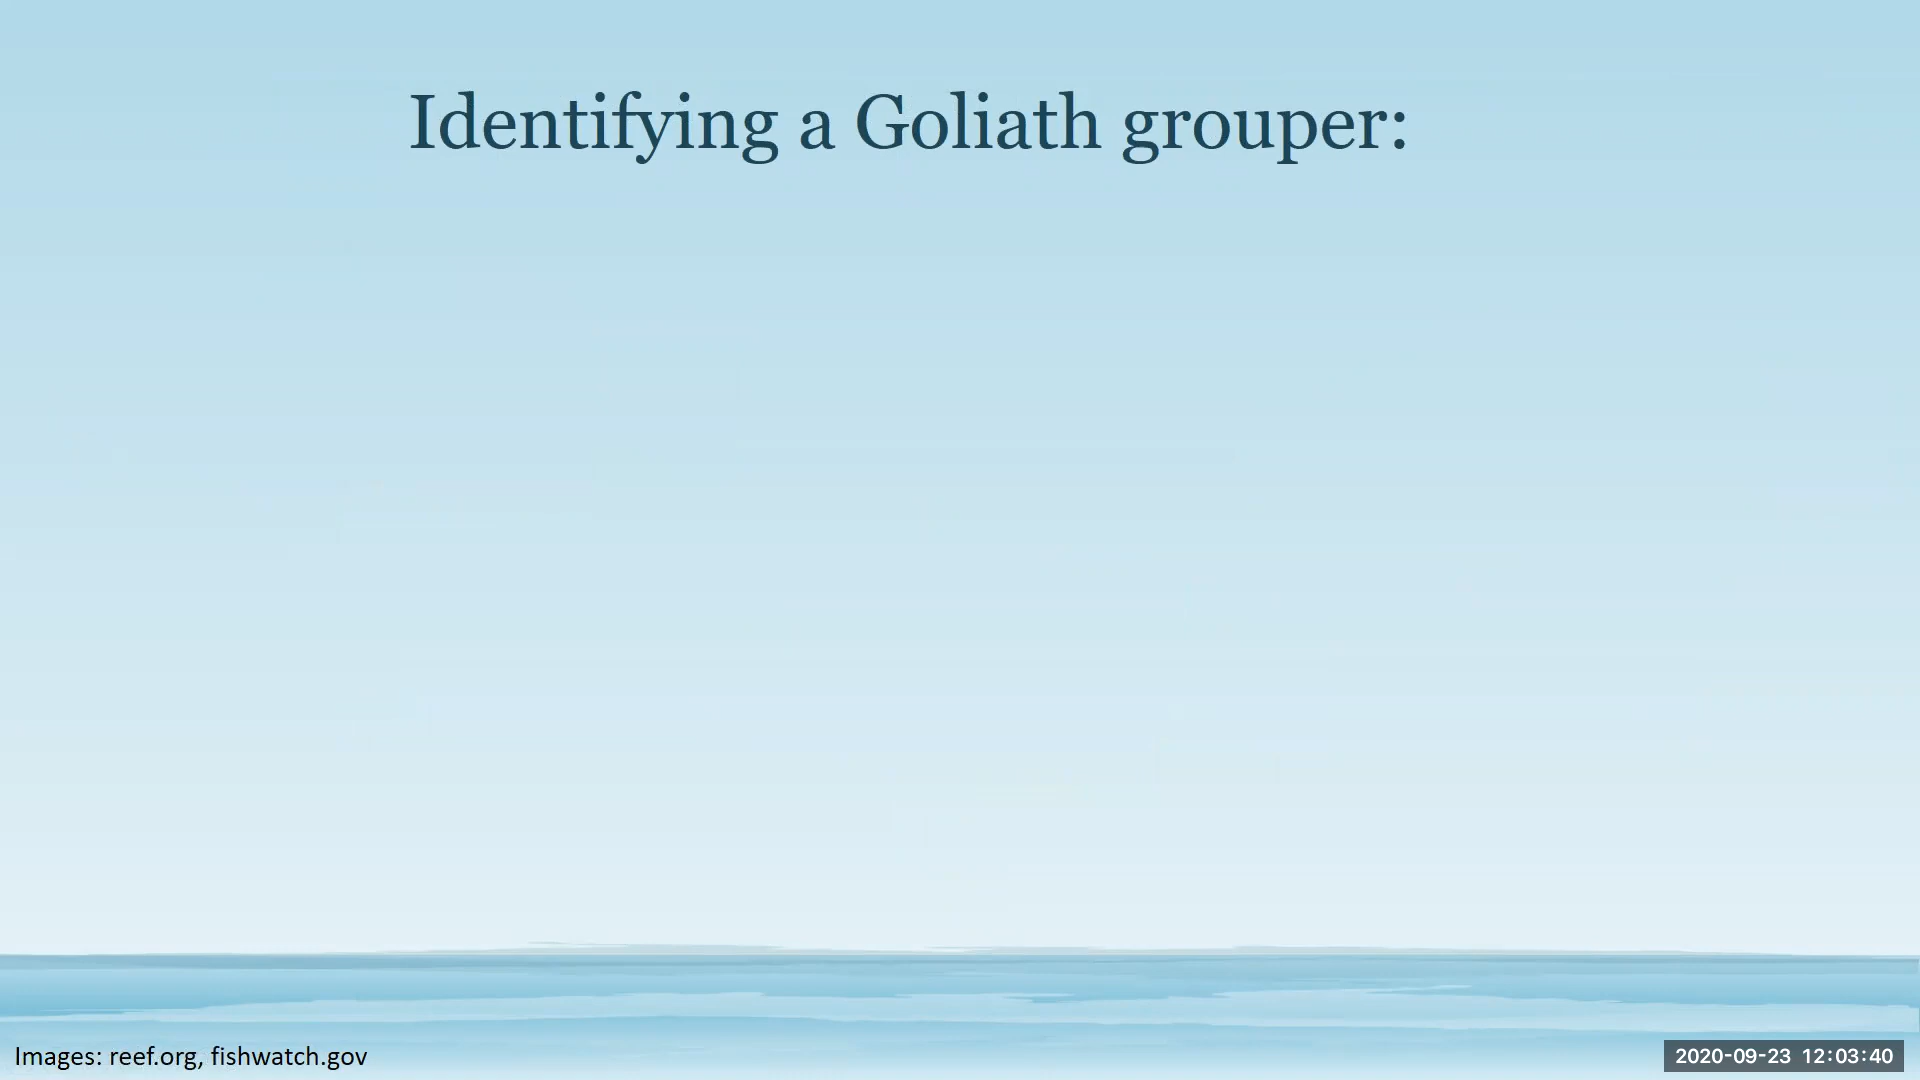 Identifying a Goliath grouper:
Images: reef.org, fishwatch.gov
2020-09-23 12:03:40